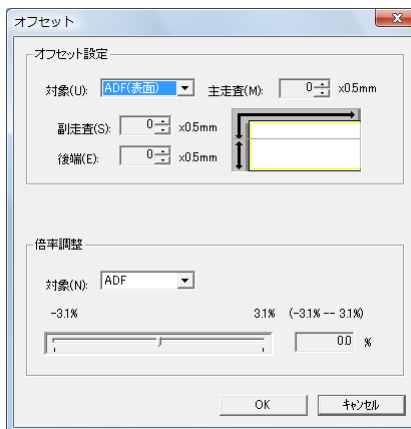 オフセット
オフセット設定
対象(U): ADF(表面) 主走査(M): 0 x0.5mm
副走査(S): 0 x0.5mm
後端(E): 0 x0.5mm
倍率調整
対象(N): ADF
-3.1% 3.1% (-3.1% -- 3.1%)
0.0 %
OK キャンセル